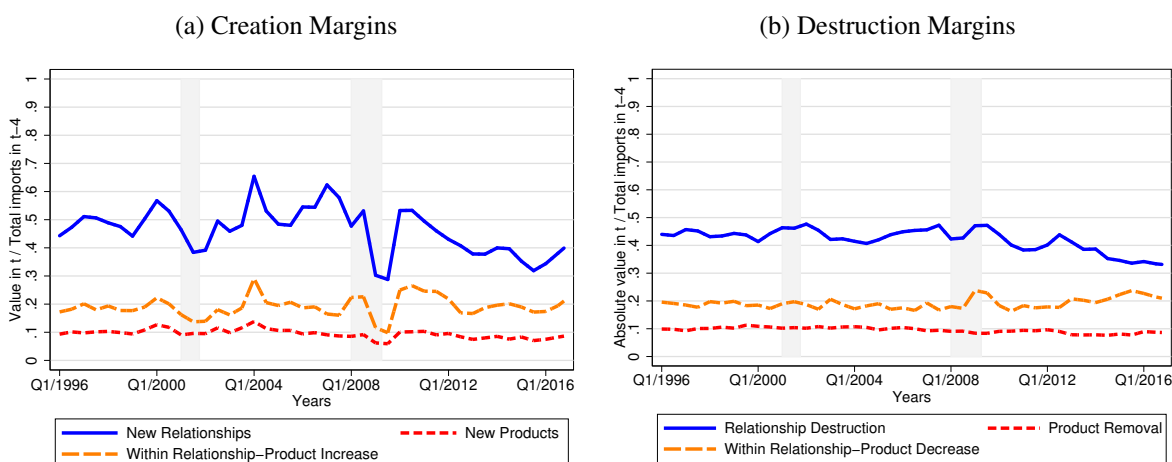 (a) Creation Margins
Value in t / Total imports in t−4
1
.9
.8
.7
.6
.5
.4
.3
.2
.1
0
Q1/1996 Q1/2000 Q1/2004 Q1/2008 Q1/2012 Q1/2016
Years
New Relationships
New Products
Within Relationship−Product Increase
(b) Destruction Margins
Absolute value in t / Total imports in t−4
1
.9
.8
.7
.6
.5
.4
.3
.2
.1
0
Q1/1996 Q1/2000 Q1/2004 Q1/2008 Q1/2012 Q1/2016
Years
Relationship Destruction
Product Removal
Within Relationship−Product Decrease